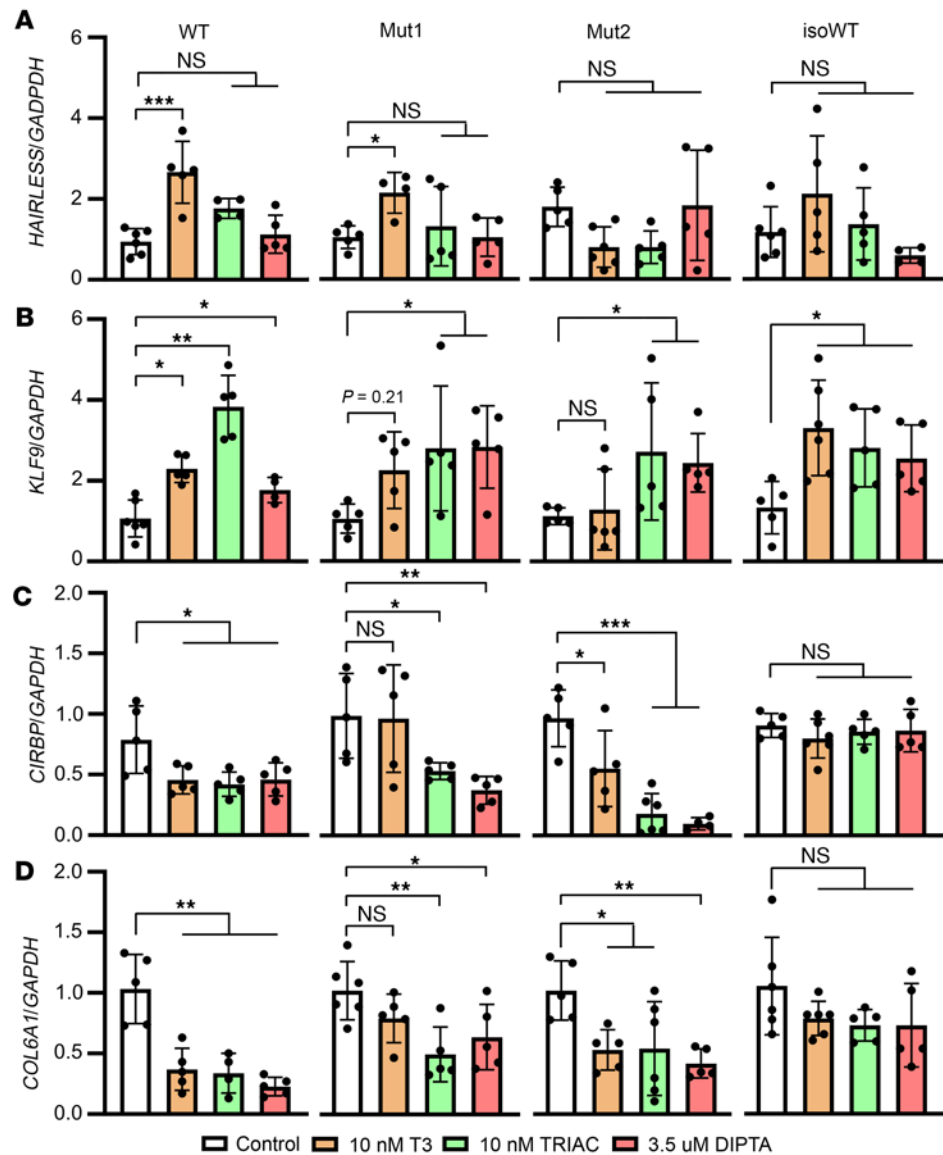 A WT Mut1 Mut2 isoWT
HAIRLESS/GADPDH
6
4
2
0
NS
***
NS
*
NS
NS
B
KLF9/GAPDH
6
4
2
0
*
**
*
*
P = 0.21
*
NS
*
C
CIRBP/GAPDH
2.0
1.5
1.0
0.5
0.0
*
**
*
NS
***
*
NS
D
COL6A1/GAPDH
2.0
1.5
1.0
0.5
0.0
**
*
**
NS
**
*
NS
Control 10 nM T3 10 nM TRIAC 3.5 uM DIPTA